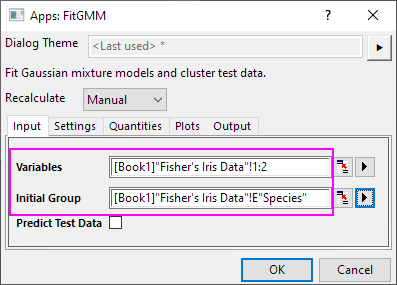 Apps: FitGMM
Dialog Theme <Last used> *
Fit Gaussian mixture models and cluster test data.
Recalculate Manual
Input Settings Quantities Plots Output
Variables [Book1]"Fisher's Iris Data"!1:2
Initial Group [Book1]"Fisher's Iris Data"!E"Species"
Predict Test Data
OK Cancel